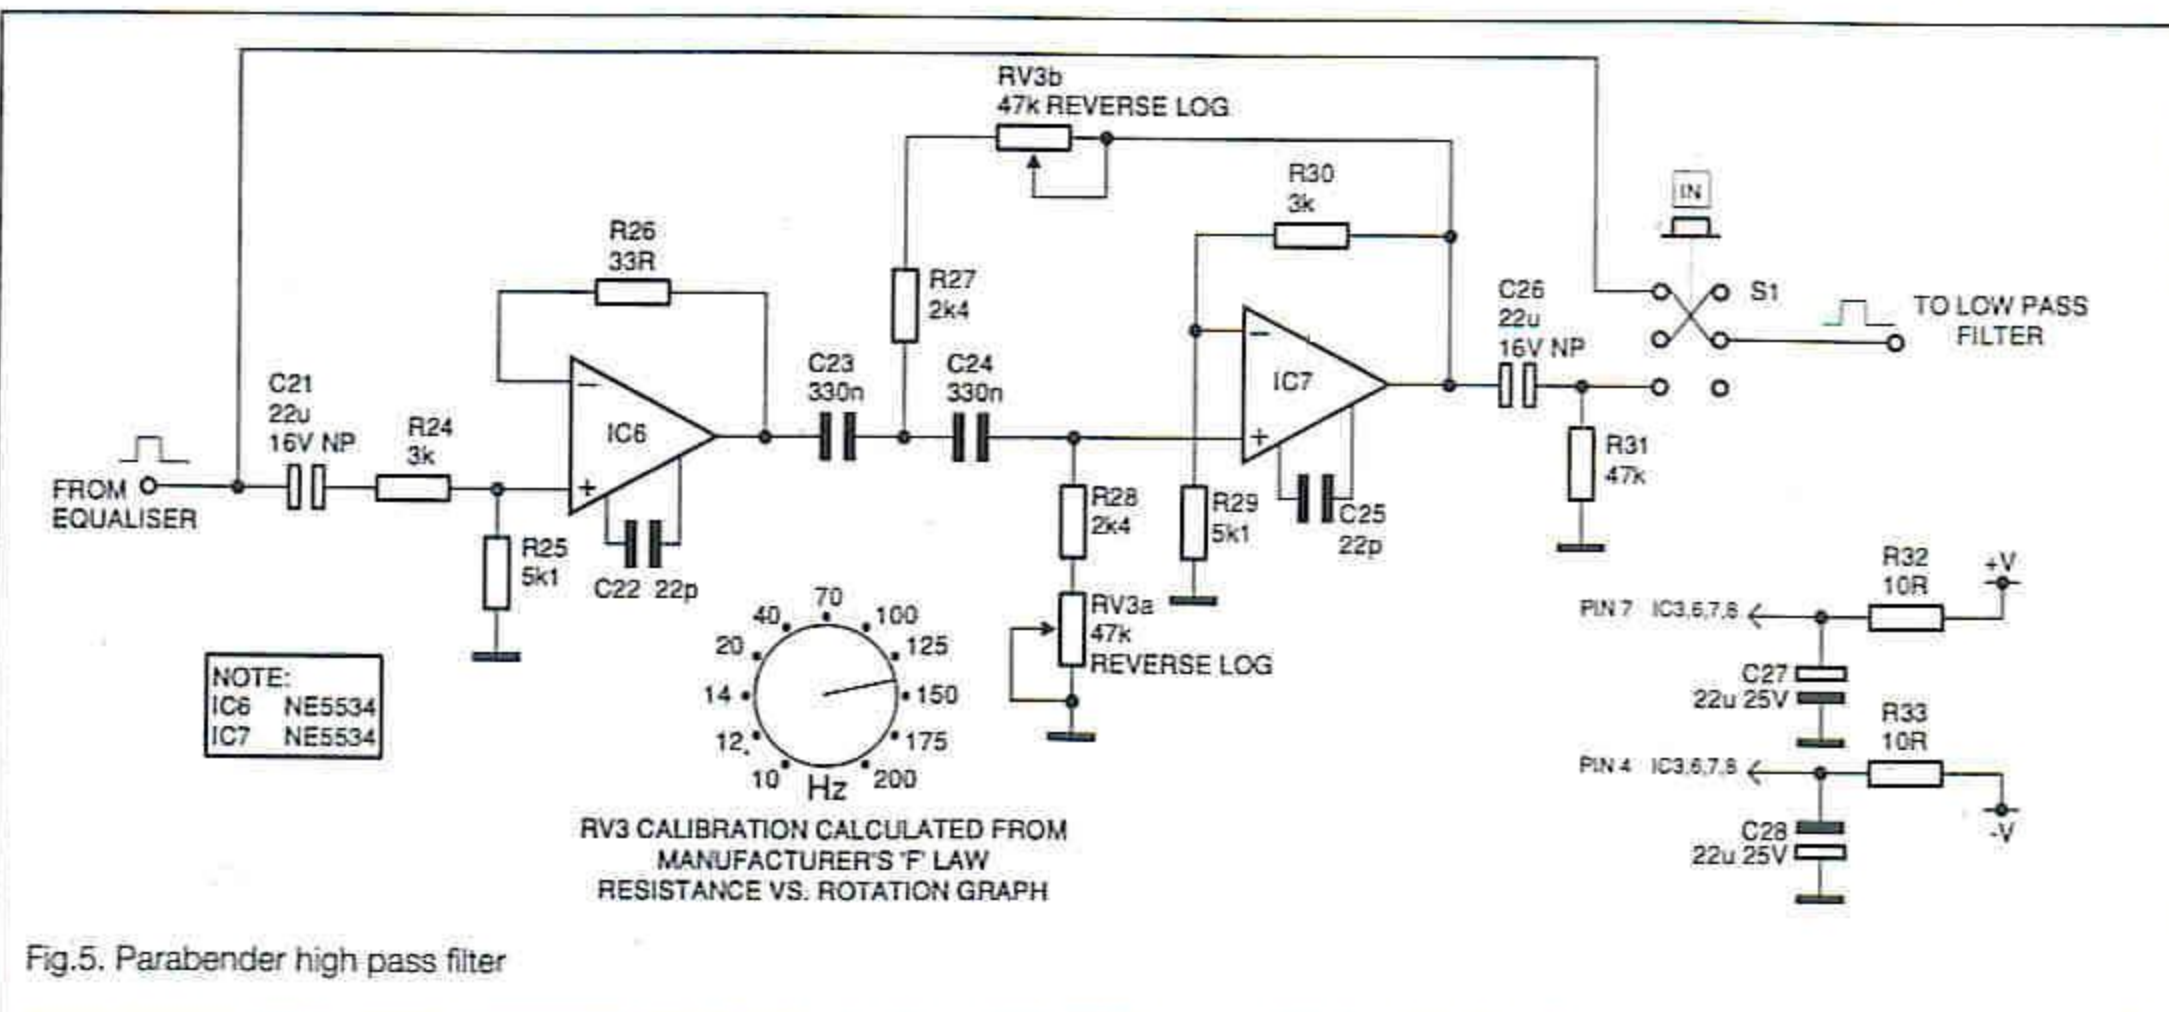 RV3b
47k REVERSE LOG
R30
3k
IN
R26
33R
R27
2k4
C26
22u
16V NP
S1
TO LOW PASS
FILTER
C21
22u
16V NP
R24
3k
C23
330n
C24
330n
IC7
IC6
FROM
EQUALISER
R25
5k1
C22 22p
R28
2k4
R29
5k1
C25
22p
R31
47k
RV3a
47k
REVERSE LOG
NOTE:
IC6 NE5534
IC7 NE5534
70
40 100
20 125
14 150
12 175
10 Hz 200
R32
10R
+V
PIN 7 IC3,6,7,8
C27
22u 25V
R33
10R
PIN 4 IC3,6,7,8
C28
22u 25V
-V
RV3 CALIBRATION CALCULATED FROM
MANUFACTURER'S 'F' LAW
RESISTANCE VS. ROTATION GRAPH
Fig.5. Parabender high pass filter